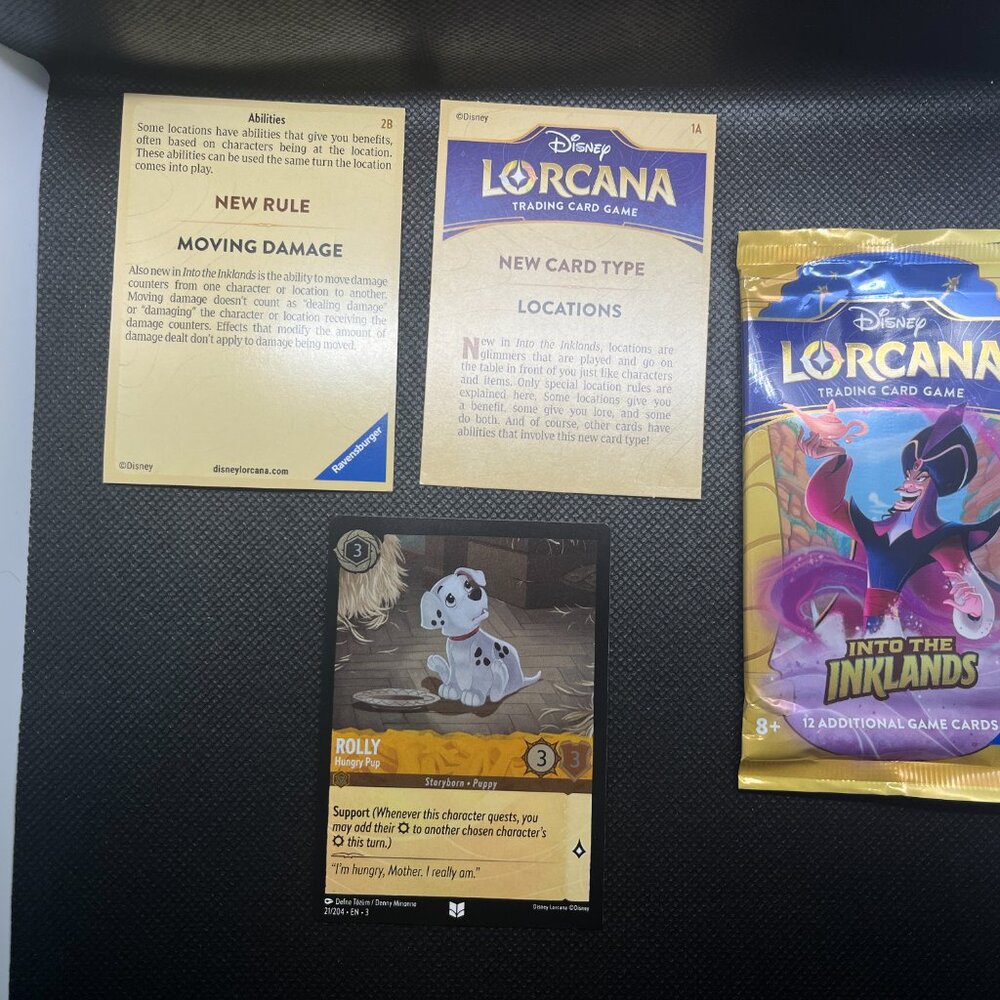 Abilities
2B
Some locations have abilities that give you benefits,
often based on characters being at the location.
These abilities can be used the same turn the location
comes into play.
NEW RULE
MOVING DAMAGE
Also new in Into the Inklands is the ability to move damage
counters from one character or location to another.
Moving damage doesn't count as "dealing damage"
or "damaging" the character or location receiving the
damage counters. Effects that modify the amount of
damage dealt don't apply to damage being moved.
©Disney
disneylorcana.com
Ravensburger
©Disney
1A
Disney
LORCANA
TRADING CARD GAME
NEW CARD TYPE
LOCATIONS
New in Into the Inklands, locations are
glimmers that are played and go on
the table in front of you just like characters
and items. Only special location rules are
explained here. Some locations give you
a benefit, some give you lore, and some
do both. And of course, other cards have
abilities that involve this new card type!
Disney
LORCANA
TRADING CARD GAME
INTO THE
INKLANDS
8+
12 ADDITIONAL GAME CARDS
3
ROLLY
Hungry Pup
3
3
Storyborn • Puppy
Support (Whenever this character quests, you
may add their to another chosen character's
this turn.)
"I'm hungry, Mother. I really am."
Defne Tözüm / Denny Minonne
21/204 • EN • 3
Disney Lorcana ©Disney